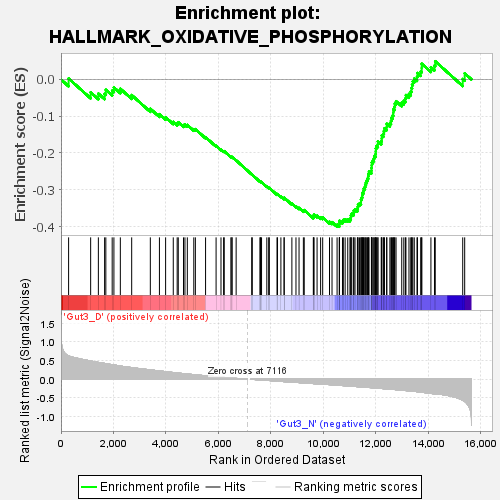 Enrichment plot:
HALLMARK_OXIDATIVE_PHOSPHORYLATION
Enrichment score (ES)
0.0
-0.1
-0.2
-0.3
-0.4
Ranked list metric (Signal2Noise)
1.5
1.0
0.5
0.0
-0.5
-1.0
'Gut3_D' (positively correlated)
Zero cross at 7116
'Gut3_N' (negatively correlated)
0 2,000 4,000 6,000 8,000 10,000 12,000 14,000 16,000
Rank in Ordered Dataset
Enrichment profile Hits Ranking metric scores